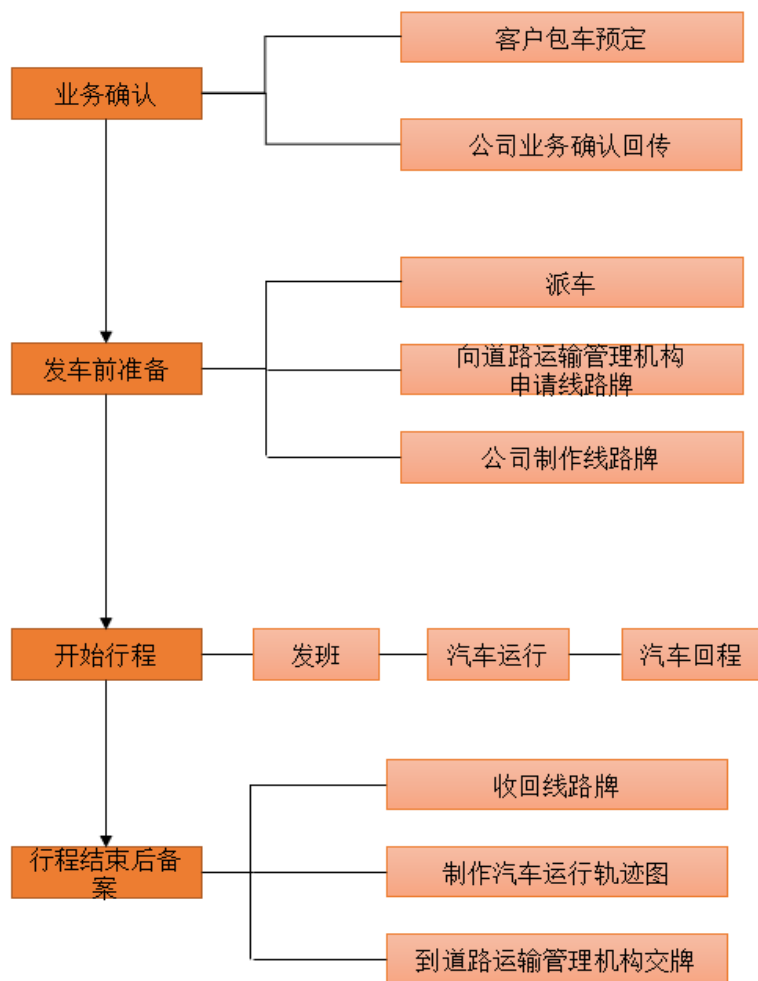 客户包车预定
业务确认
公司业务确认回传
派车
向道路运输管理机构
申请线路牌
发车前准备
公司制作线路牌
开始行程
发班
汽车运行
汽车回程
收回线路牌
行程结束后备
案
制作汽车运行轨迹图
到道路运输管理机构交牌